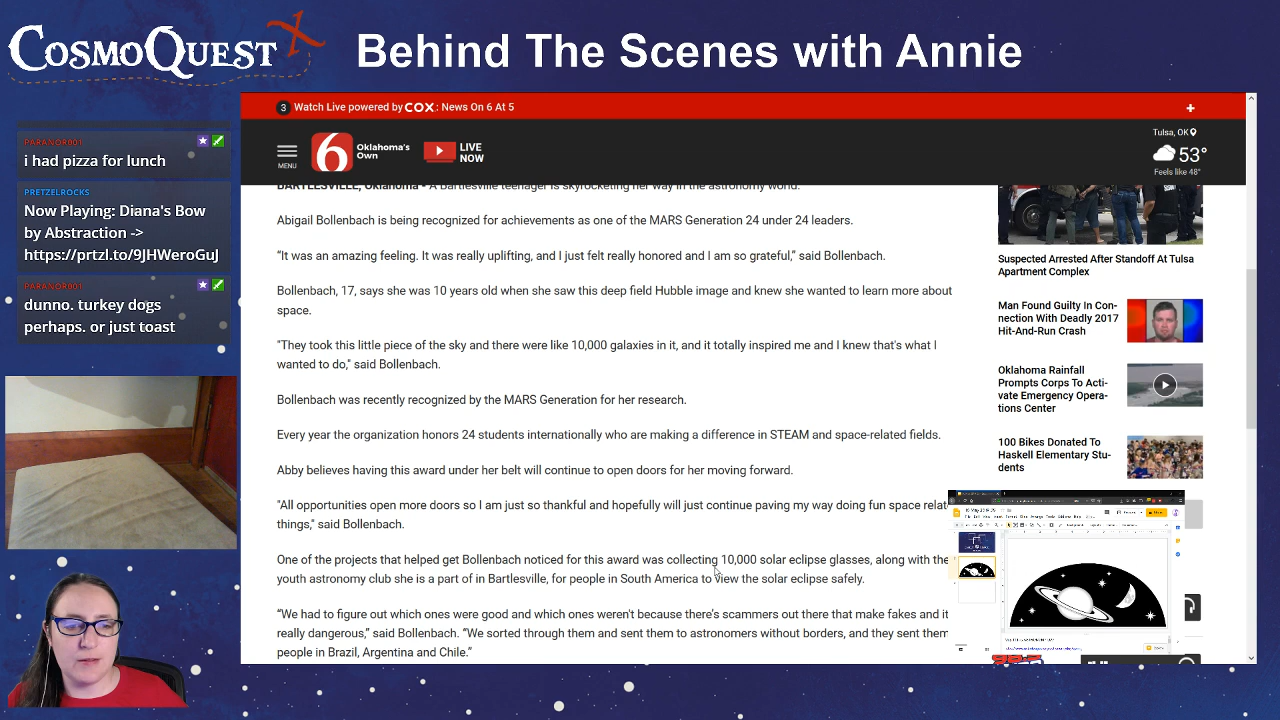 COSMOQUEST X
Behind The Scenes with Annie
PARANOR001
i had pizza for lunch
PRETZELROCKS
Now Playing: Diana's Bow
by Abstraction ->
https://prtzl.to/9JHWeroGuJ
PARANOR001
dunno. turkey dogs
perhaps. or just toast
3 Watch Live powered by COX: News On 6 At 5 +
MENU
6 Oklahoma's
Own
LIVE
NOW
Tulsa, OK
53°
Feels like 48°
BARTLESVILLE, Oklahoma - A Bartlesville teenager is skyrocketing her way in the astronomy world.
Abigail Bollenbach is being recognized for achievements as one of the MARS Generation 24 under 24 leaders.
“It was an amazing feeling. It was really uplifting, and I just felt really honored and I am so grateful,” said Bollenbach.
Bollenbach, 17, says she was 10 years old when she saw this deep field Hubble image and knew she wanted to learn more about
space.
"They took this little piece of the sky and there were like 10,000 galaxies in it, and it totally inspired me and I knew that's what I
wanted to do," said Bollenbach.
Bollenbach was recently recognized by the MARS Generation for her research.
Every year the organization honors 24 students internationally who are making a difference in STEAM and space-related fields.
Abby believes having this award under her belt will continue to open doors for her moving forward.
"All opportunities open more doors so I am just so thankful and hopefully will just continue paving my way doing fun space relat
things," said Bollenbach.
One of the projects that helped get Bollenbach noticed for this award was collecting 10,000 solar eclipse glasses, along with the
youth astronomy club she is a part of in Bartlesville, for people in South America to view the solar eclipse safely.
“We had to figure out which ones were good and which ones weren't because there's scammers out there that make fakes and it
really dangerous,” said Bollenbach. “We sorted through them and sent them to astronomers without borders, and they sent them
people in Brazil, Argentina and Chile.”
Suspected Arrested After Standoff At Tulsa
Apartment Complex
Man Found Guilty In Con-
nection With Deadly 2017
Hit-And-Run Crash
Oklahoma Rainfall
Prompts Corps To Acti-
vate Emergency Opera-
tions Center
100 Bikes Donated To
Haskell Elementary Stu-
dents